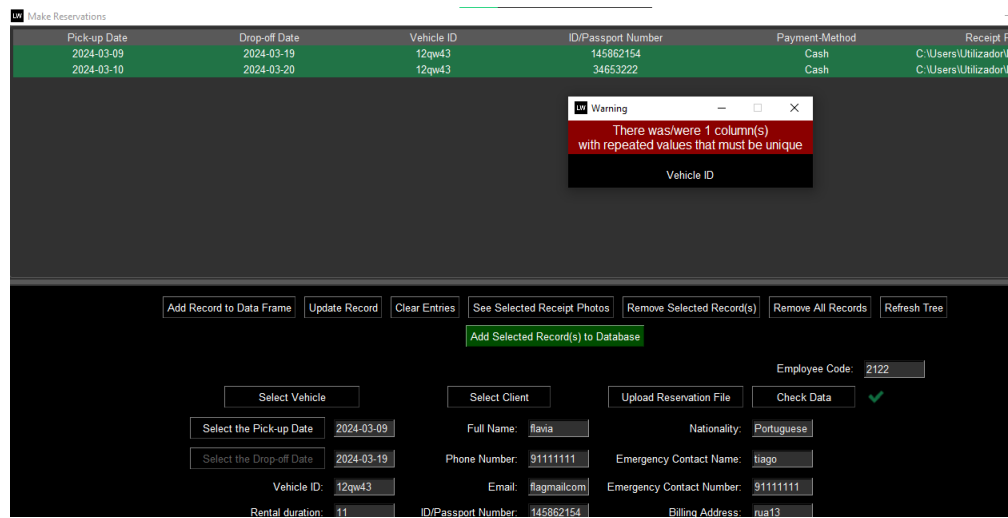 LW Make Reservations
Pick-up Date Drop-off Date Vehicle ID ID/Passport Number Payment-Method Receipt
2024-03-09 2024-03-19 12qw43 145862154 Cash C:\Users\Utilizador\
2024-03-10 2024-03-20 12qw43 34653222 Cash C:\Users\Utilizador\
LW Warning
There was/were 1 column(s)
with repeated values that must be unique
Vehicle ID
Add Record to Data Frame Update Record Clear Entries See Selected Receipt Photos Remove Selected Record(s) Remove All Records Refresh Tree
Add Selected Record(s) to Database
Employee Code: 2122
Select Vehicle Select Client Upload Reservation File Check Data
Select the Pick-up Date 2024-03-09 Full Name: flavia Nationality: Portuguese
Select the Drop-off Date 2024-03-19 Phone Number: 91111111 Emergency Contact Name: tiago
Vehicle ID: 12qw43 Email: flagmailcom Emergency Contact Number: 91111111
Rental duration: 11 ID/Passport Number: 145862154 Billing Address: rua13